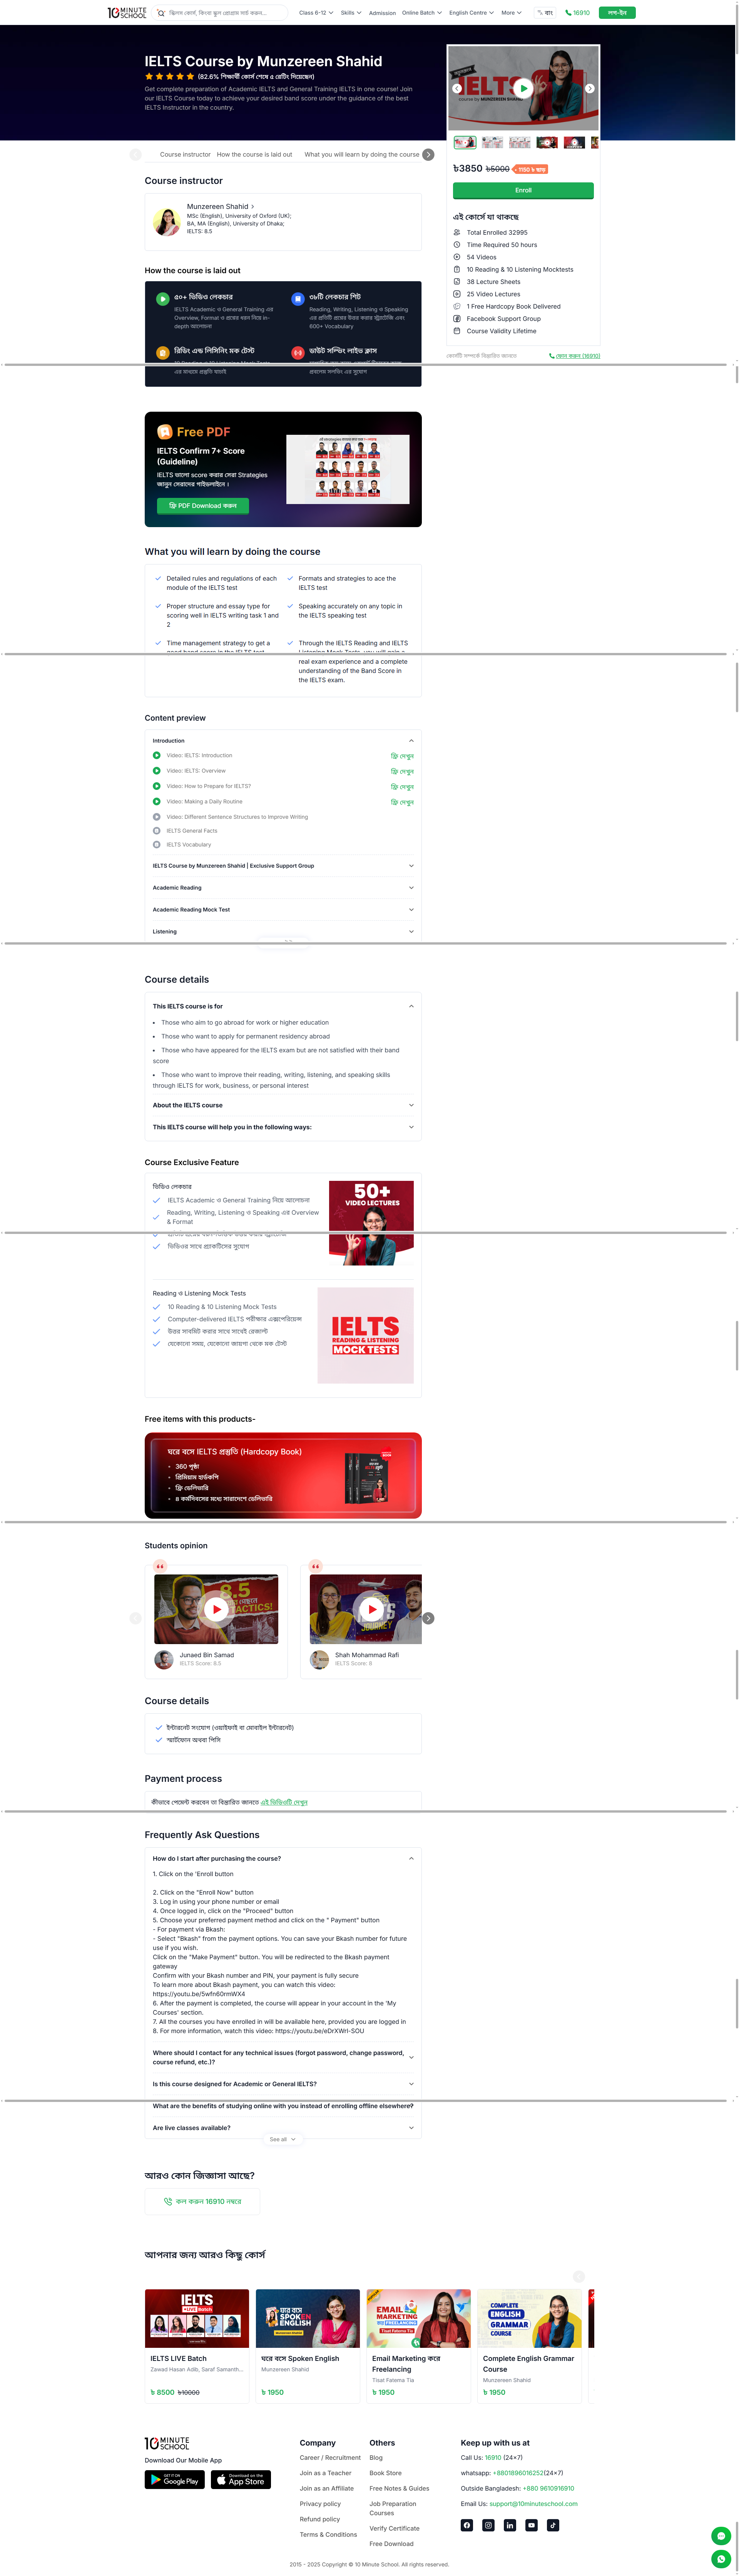 10 MINUTE SCHOOL
স্কিলস কোর্স, কিংবা স্কুল প্রোগ্রাম সার্চ করুন...
Class 6-12
Skills
Admission
Online Batch
English Centre
More
বাং
16910
লগ-ইন
IELTS Course by Munzereen Shahid
(82.6% শিক্ষার্থী কোর্স শেষে ৫ রেটিং দিয়েছেন)
Get complete preparation of Academic IELTS and General Training IELTS in one course! Join
our IELTS Course today to achieve your desired band score under the guidance of the best
IELTS Instructor in the country.
Course instructor
How the course is laid out
What you will learn by doing the course
৳3850 ৳5000 1150 ৳ ছাড়
Enroll
এই কোর্সে যা থাকছে
Total Enrolled 32995
Time Required 50 hours
54 Videos
10 Reading & 10 Listening Mocktests
38 Lecture Sheets
25 Video Lectures
1 Free Hardcopy Book Delivered
Facebook Support Group
Course Validity Lifetime
কোর্সটি সম্পর্কে বিস্তারিত জানতে
ফোন করুন (16910)
Course instructor
Munzereen Shahid
MSc (English), University of Oxford (UK);
BA, MA (English), University of Dhaka;
IELTS: 8.5
How the course is laid out
৫০+ ভিডিও লেকচার
IELTS Academic ও General Training এর
Overview, Format ও প্রশ্নের ধরন নিয়ে in-
depth আলোচনা
৩৮টি লেকচার শিট
Reading, Writing, Listening ও Speaking
এর প্রতিটি প্রশ্নের উত্তর করার স্ট্র্যাটেজি এবং
600+ Vocabulary
রিডিং এন্ড লিসিনিং মক টেস্ট
এর মাধ্যমে প্রস্তুতি যাচাই
ডাউট সল্ভিং লাইভ ক্লাস
প্রবলেম সলভিং এর সুযোগ
Free PDF
IELTS Confirm 7+ Score
(Guideline)
IELTS ভালো score করার সেরা Strategies
জানুন সেরাদের গাইডলাইনে ।
ফ্রি PDF Download করুন
What you will learn by doing the course
Detailed rules and regulations of each
module of the IELTS test
Formats and strategies to ace the
IELTS test
Proper structure and essay type for
scoring well in IELTS writing task 1 and
2
Speaking accurately on any topic in
the IELTS speaking test
Time management strategy to get a
good band score in the IELTS test
Through the IELTS Reading and IELTS
Listening Mock Tests, you will gain a
real exam experience and a complete
understanding of the Band Score in
the IELTS exam.
Content preview
Introduction
Video: IELTS: Introduction
ফ্রি দেখুন
Video: IELTS: Overview
ফ্রি দেখুন
Video: How to Prepare for IELTS?
ফ্রি দেখুন
Video: Making a Daily Routine
ফ্রি দেখুন
Video: Different Sentence Structures to Improve Writing
IELTS General Facts
IELTS Vocabulary
IELTS Course by Munzereen Shahid | Exclusive Support Group
Academic Reading
Academic Reading Mock Test
Listening
Course details
This IELTS course is for
• Those who aim to go abroad for work or higher education
• Those who want to apply for permanent residency abroad
• Those who have appeared for the IELTS exam but are not satisfied with their band
score
• Those who want to improve their reading, writing, listening, and speaking skills
through IELTS for work, business, or personal interest
About the IELTS course
This IELTS course will help you in the following ways:
Course Exclusive Feature
ভিডিও লেকচার
IELTS Academic ও General Training নিয়ে আলোচনা
Reading, Writing, Listening ও Speaking এর Overview
& Format
ভিডিওর সাথে প্র্যাকটিসের সুযোগ
50+
VIDEO LECTURES
Reading ও Listening Mock Tests
10 Reading & 10 Listening Mock Tests
Computer-delivered IELTS পরীক্ষার এক্সপেরিয়েন্স
উত্তর সাবমিট করার সাথে সাথেই রেজাল্ট
যেকোনো সময়, যেকোনো জায়গা থেকে মক টেস্ট
IELTS
READING & LISTENING
MOCK TESTS
Free items with this products-
ঘরে বসে IELTS প্রস্তুতি (Hardcopy Book)
• 360 পৃষ্ঠা
• প্রিমিয়াম হার্ডকপি
• ফ্রি ডেলিভারি
• ৪ কর্মদিবসের মধ্যে সারাদেশে ডেলিভারি
Students opinion
8.5
JOURNEY
Junaed Bin Samad
IELTS Score: 8.5
Shah Mohammad Rafi
IELTS Score: 8
Course details
ইন্টারনেট সংযোগ (ওয়াইফাই বা মোবাইল ইন্টারনেট)
স্মার্টফোন অথবা পিসি
Payment process
কীভাবে পেমেন্ট করবেন তা বিস্তারিত জানতে এই ভিডিওটি দেখুন
Frequently Ask Questions
How do I start after purchasing the course?
1. Click on the 'Enroll button
2. Click on the "Enroll Now" button
3. Log in using your phone number or email
4. Once logged in, click on the "Proceed" button
5. Choose your preferred payment method and click on the " Payment" button
- For payment via Bkash:
- Select "Bkash" from the payment options. You can save your Bkash number for future
use if you wish.
Click on the "Make Payment" button. You will be redirected to the Bkash payment
gateway
Confirm with your Bkash number and PIN, your payment is fully secure
To learn more about Bkash payment, you can watch this video:
https://youtu.be/5wfn60rmWX4
6. After the payment is completed, the course will appear in your account in the 'My
Courses' section.
7. All the courses you have enrolled in will be available here, provided you are logged in
8. For more information, watch this video: https://youtu.be/eDrXWrI-SOU
Where should I contact for any technical issues (forgot password, change password,
course refund, etc.)?
Is this course designed for Academic or General IELTS?
What are the benefits of studying online with you instead of enrolling offline elsewhere?
Are live classes available?
See all
আরও কোন জিজ্ঞাসা আছে?
কল করুন 16910 নম্বরে
আপনার জন্য আরও কিছু কোর্স
IELTS
LIVE Batch
ঘরে বসে
SPOKEN
ENGLISH
EMAIL
MARKETING
FREELANCING
Tisat Fatema Tia
COMPLETE
ENGLISH
GRAMMAR
COURSE
IELTS LIVE Batch
Zawad Hasan Adib, Saraf Samanth...
৳ 8500 ৳10000
ঘরে বসে Spoken English
Munzereen Shahid
৳ 1950
Email Marketing করে
Freelancing
Tisat Fatema Tia
৳ 1950
Complete English Grammar
Course
Munzereen Shahid
৳ 1950
10 MINUTE SCHOOL
Download Our Mobile App
GET IT ON
Google Play
Download on the
App Store
Company
Career / Recruitment
Join as a Teacher
Join as an Affiliate
Privacy policy
Refund policy
Terms & Conditions
Others
Blog
Book Store
Free Notes & Guides
Job Preparation
Courses
Verify Certificate
Free Download
Keep up with us at
Call Us: 16910 (24x7)
whatsapp: +8801896016252(24x7)
Outside Bangladesh: +880 9610916910
Email Us: support@10minuteschool.com
2015 - 2025 Copyright © 10 Minute School. All rights reserved.